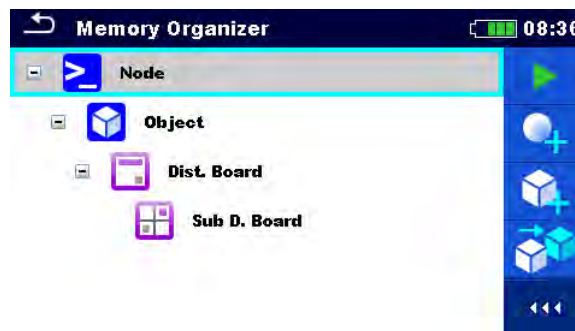 Memory Organizer 08:36
Node
Object
Dist. Board
Sub D. Board